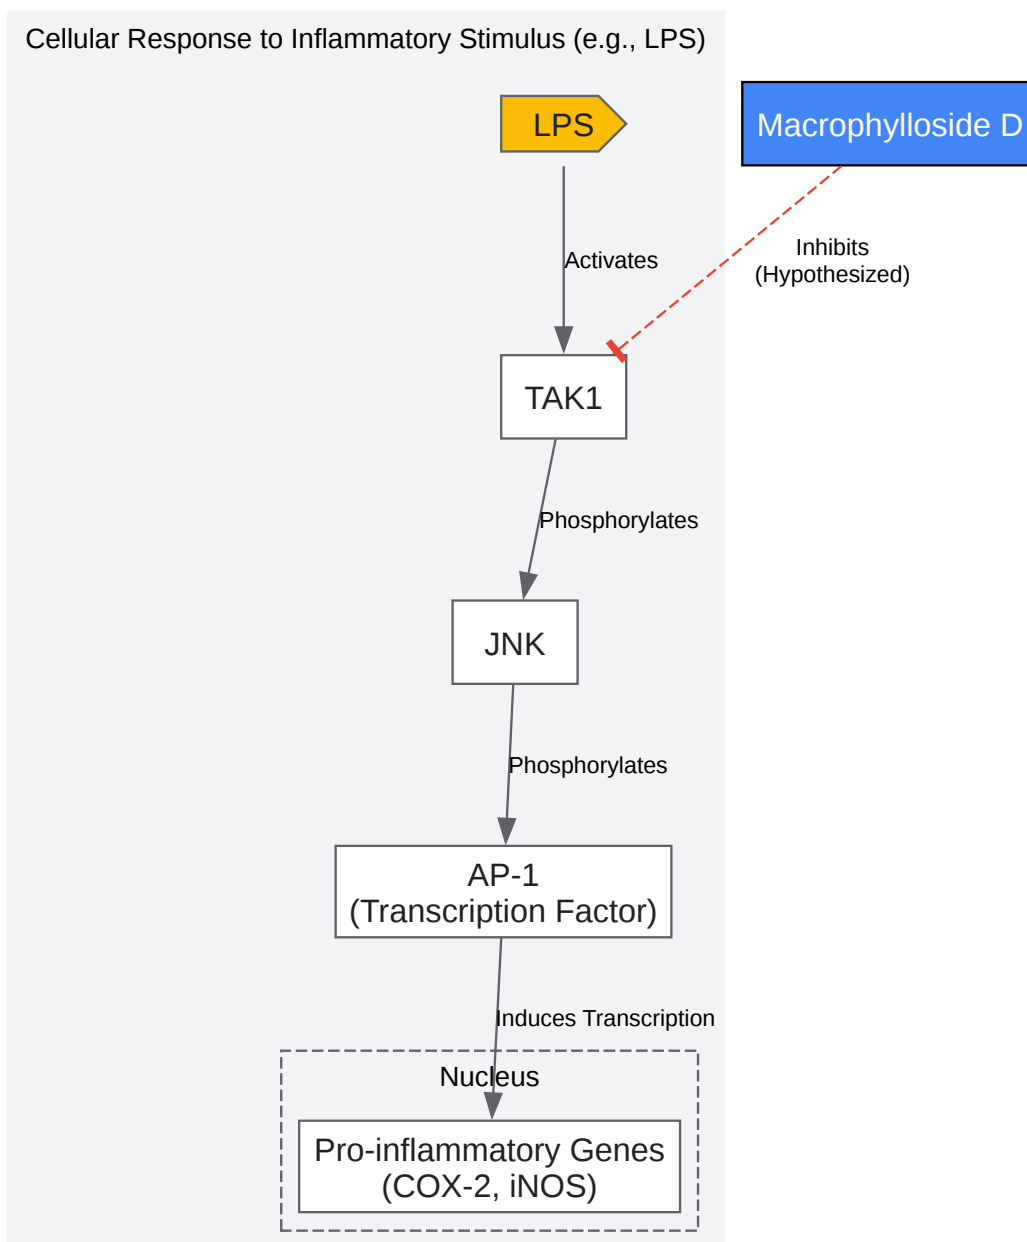 Cellular Response to Inflammatory Stimulus (e.g., LPS)
LPS
Macrophylloside D
Inhibits
(Hypothesized)
Activates
TAK1
Phosphorylates
JNK
Phosphorylates
AP-1
(Transcription Factor)
Induces Transcription
Nucleus
Pro-inflammatory Genes
(COX-2, iNOS)